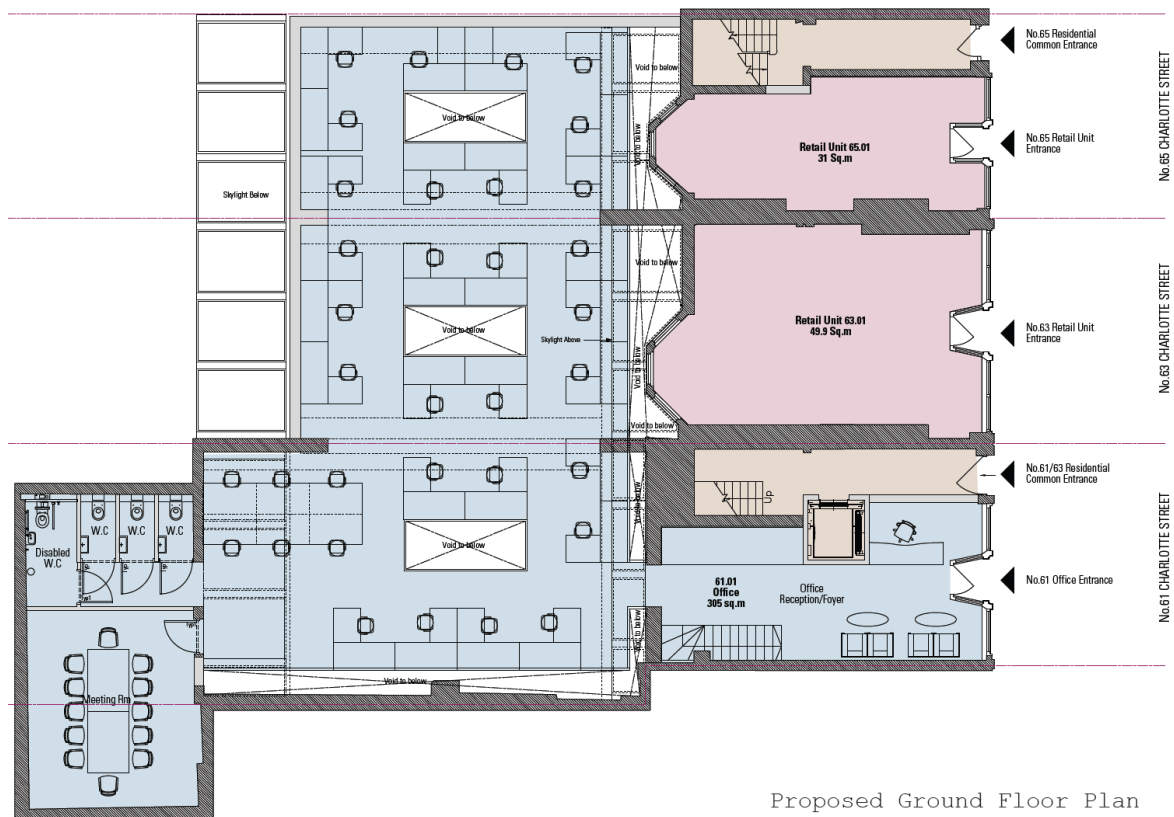 No.65 Residential
Common Entrance
Up
Void to below
Void to below
Void to below
No.65 Retail Unit
Entrance
Retail Unit 65.01
31 Sq.m
No.65 CHARLOTTE STREET
Skylight Below
Void to below
Retail Unit 63.01
49.9 Sq.m
No.63 Retail Unit
Entrance
No.63 CHARLOTTE STREET
Void to below
Skylight Above
Void to below
Void to below
No.61/63 Residential
Common Entrance
Up
Void to below
W.C
W.C
W.C
Disabled
W.C
Void to below
61.01
Office
305 sq.m
Office
Reception/Foyer
No.61 Office Entrance
No.61 CHARLOTTE STREET
Void to below
Void to below
Meeting Rm
Proposed Ground Floor Plan